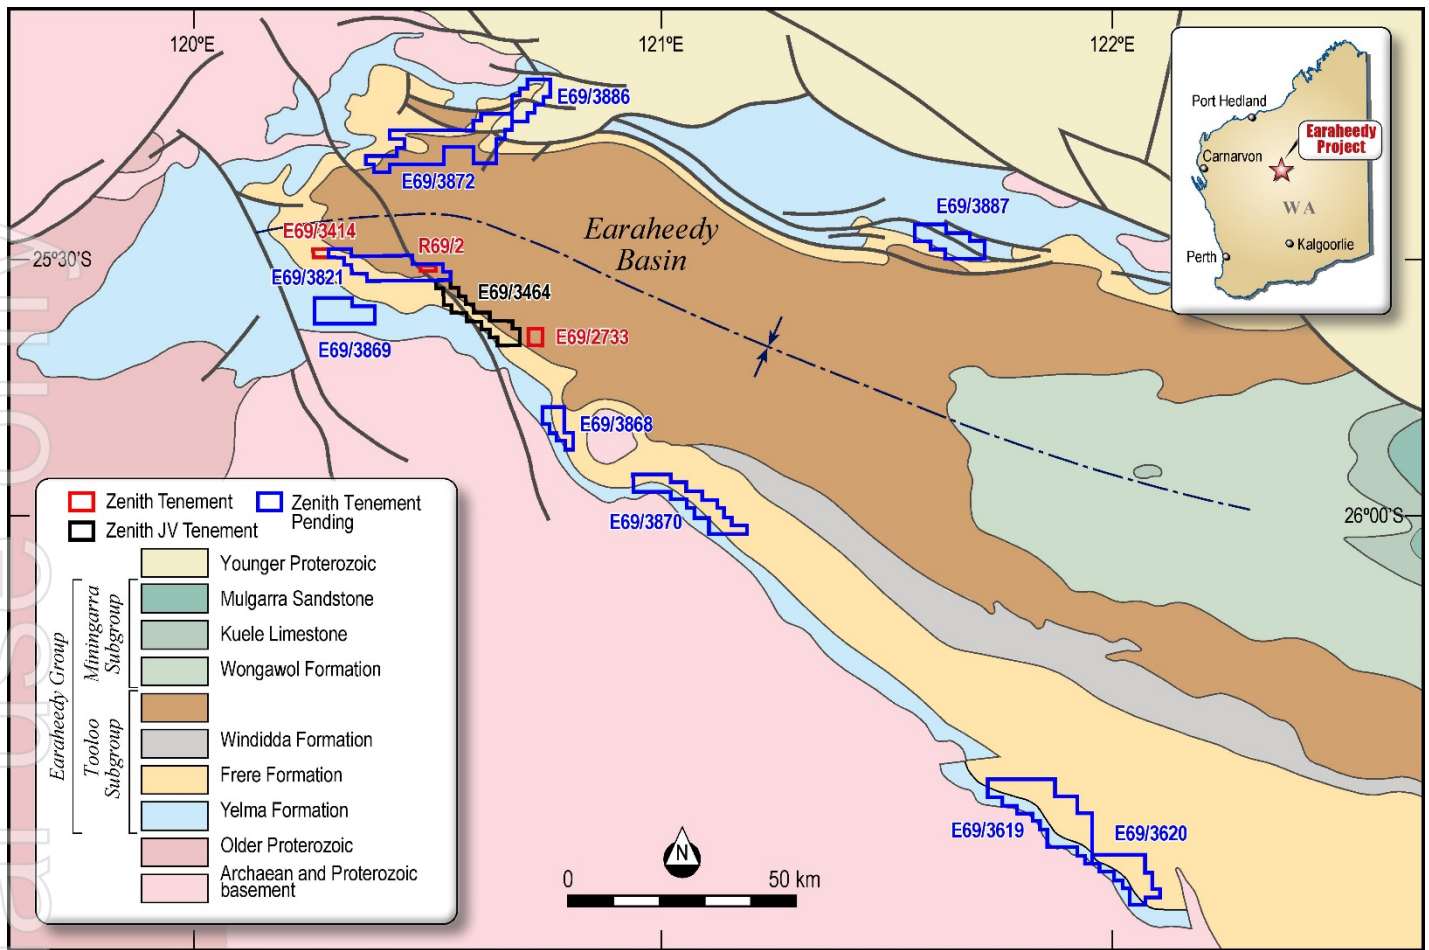 120ºE
121ºE
122ºE
E69/3886
E69/3872
E69/3887
E69/3414
R69/2
25º30'S
E69/3821
E69/3464
E69/3869
E69/2733
Earaheedy
Basin
E69/3868
E69/3870
26º00'S
E69/3619
E69/3620
Port Hedland
Earaheedy
Project
Carnarvon
WA
Kalgoorlie
Perth
Zenith Tenement
Zenith Tenement
Pending
Zenith JV Tenement
Younger Proterozoic
Mulgarra Sandstone
Kuele Limestone
Wongawol Formation
Windidda Formation
Frere Formation
Yelma Formation
Older Proterozoic
Archaean and Proterozoic
basement
Earaheedy Group
Miningarra
Subgroup
Tooloo
Subgroup
N
0 50 km